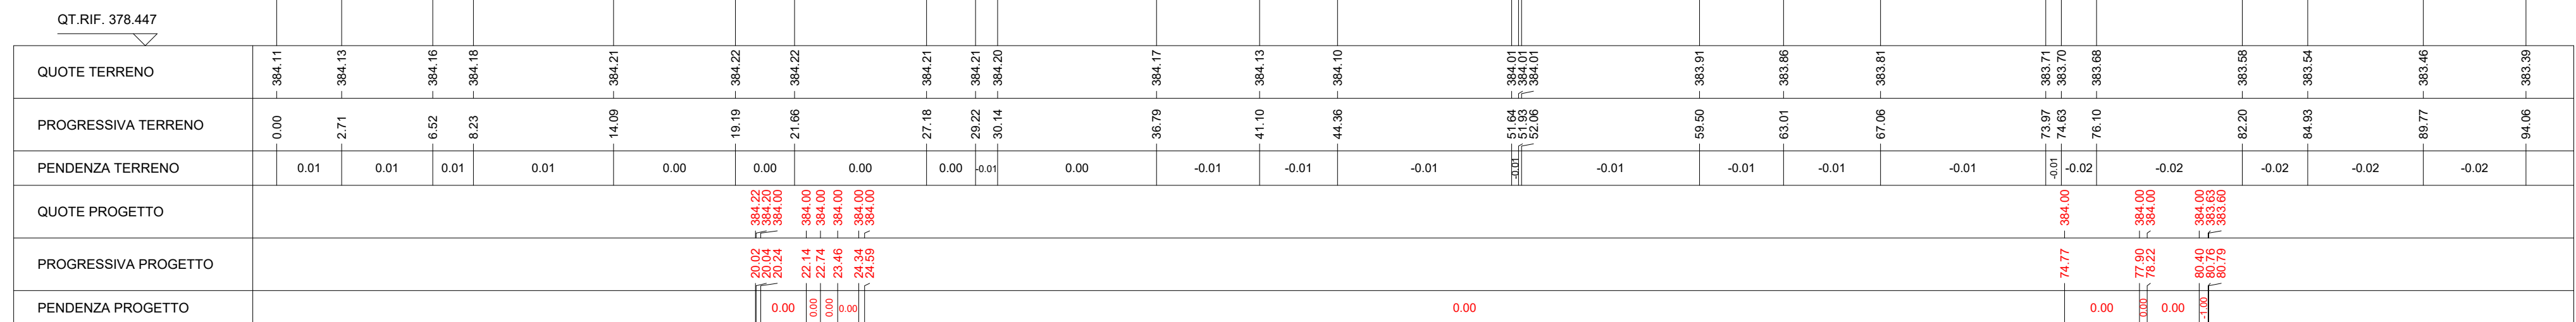 QT.RIF. 378.447
QUOTE TERRENO 384.11 384.13 384.16 384.18 384.21 384.22 384.22 384.21 384.21 384.20 384.17 384.13 384.10 384.01 384.01 384.01 383.91 383.86 383.81 383.71 383.70 383.68 383.58 383.54 383.46 383.39
PROGRESSIVA TERRENO 0.00 2.71 6.52 8.23 14.09 19.19 21.66 27.18 29.22 30.14 36.79 41.10 44.36 51.64 51.93 52.06 59.50 63.01 67.06 73.97 74.63 76.10 82.20 84.93 89.77 94.06
PENDENZA TERRENO 0.01 0.01 0.01 0.01 0.00 0.00 0.00 0.00 -0.01 0.00 -0.01 -0.01 -0.01 -0.01 -0.01 -0.01 -0.01 -0.01 -0.01 -0.02 -0.02 -0.02 -0.02 -0.02
QUOTE PROGETTO 384.22 384.20 384.00 384.00 384.00 384.00 384.00 384.00 384.00 384.00 384.00 384.00 383.63 383.60
PROGRESSIVA PROGETTO 20.02 20.04 20.24 22.14 22.74 23.46 24.34 24.59 74.77 77.90 78.22 80.40 80.76 80.79
PENDENZA PROGETTO 0.00 0.00 0.00 0.00 0.00 0.00 0.00 0.00 -1.00